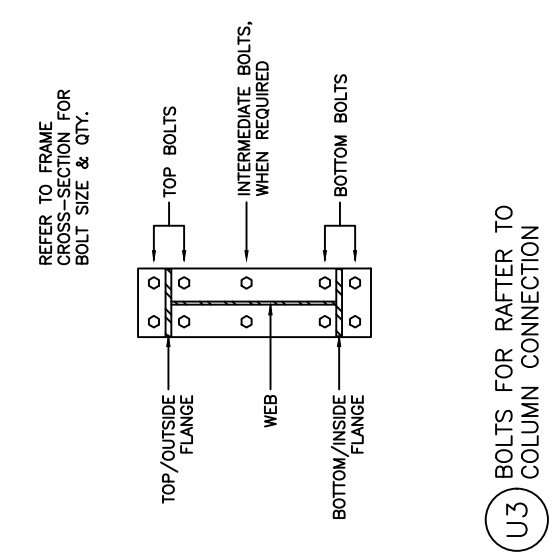 REFER TO FRAME
CROSS-SECTION FOR
BOLT SIZE & QTY.
TOP BOLTS
INTERMEDIATE BOLTS,
WHEN REQUIRED
BOTTOM BOLTS
TOP/OUTSIDE
FLANGE
WEB
BOTTOM/INSIDE
FLANGE
U3
BOLTS FOR RAFTER TO
COLUMN CONNECTION